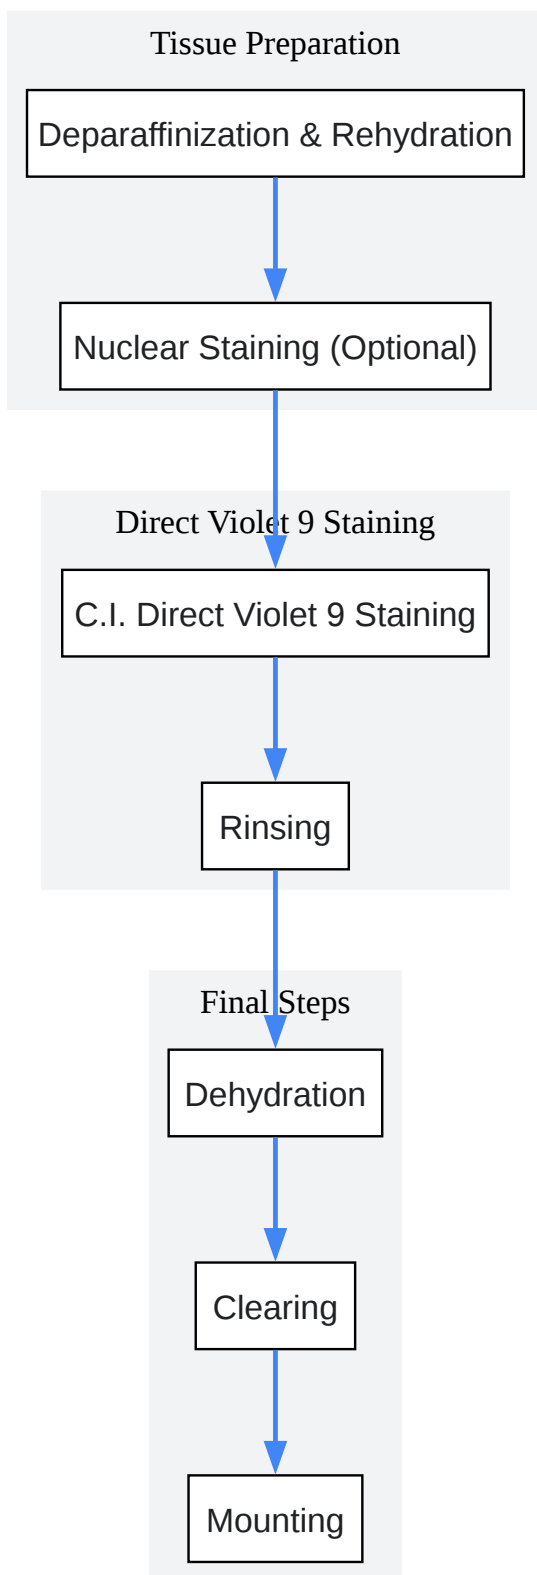 Tissue Preparation
Deparaffinization & Rehydration
Nuclear Staining (Optional)
Direct Violet 9 Staining
C.I. Direct Violet 9 Staining
Rinsing
Final Steps
Dehydration
Clearing
Mounting